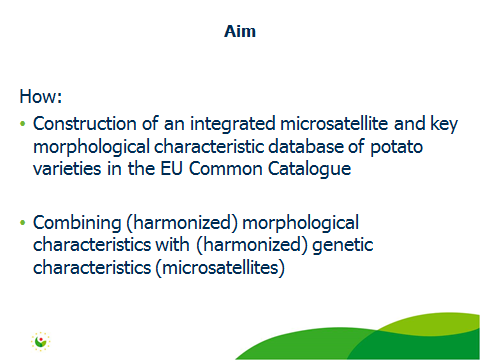 Aim
How:
• Construction of an integrated microsatellite and key
morphological characteristic database of potato
varieties in the EU Common Catalogue
• Combining (harmonized) morphological
characteristics with (harmonized) genetic
characteristics (microsatellites)